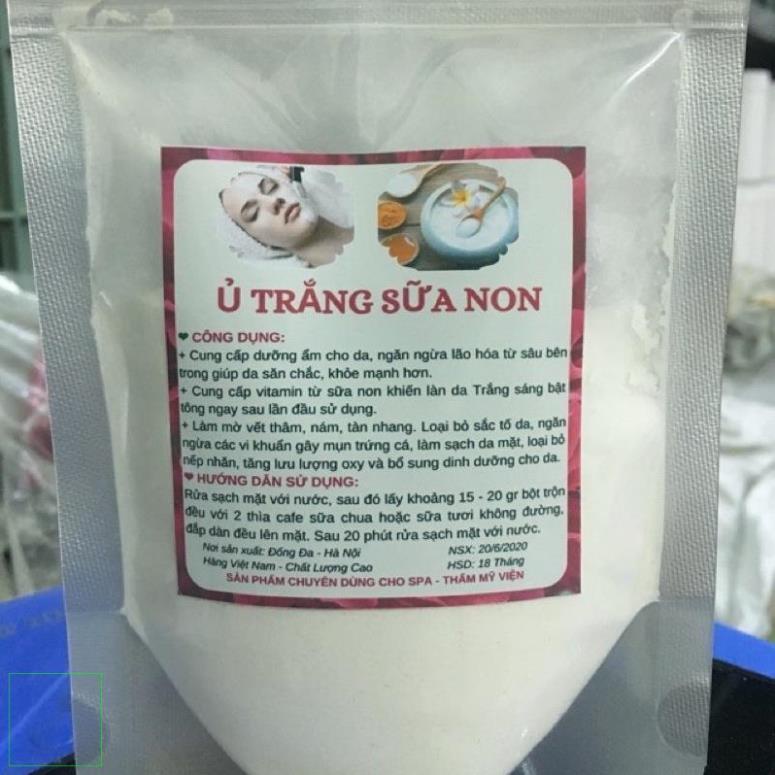 Ủ TRẮNG SỮA NON
❤ CÔNG DỤNG:
+ Cung cấp dưỡng ẩm cho da, ngăn ngừa lão hóa từ sâu bên
trong giúp da săn chắc, khỏe mạnh hơn.
+ Cung cấp vitamin từ sữa non khiến làn da Trắng sáng bật
tông ngay sau lần đầu sử dụng.
+ Làm mờ vết thâm, nám, tàn nhang. Loại bỏ sắc tố da, ngăn
ngừa các vi khuẩn gây mụn trứng cá, làm sạch da mặt, loại bỏ
nếp nhăn, tăng lưu lượng oxy và bổ sung dinh dưỡng cho da.
❤ HƯỚNG DẪN SỬ DỤNG:
Rửa sạch mặt với nước, sau đó lấy khoảng 15 - 20 gr bột trộn
đều với 2 thìa cafe sữa chua hoặc sữa tươi không đường,
đắp dàn đều lên mặt. Sau 20 phút rửa sạch mặt với nước.
Nơi sản xuất: Đống Đa - Hà Nội NSX: 20/6/2020
Hàng Việt Nam - Chất Lượng Cao HSD: 18 Tháng
SẢN PHẨM CHUYÊN DÙNG CHO SPA - THẨM MỸ VIỆN